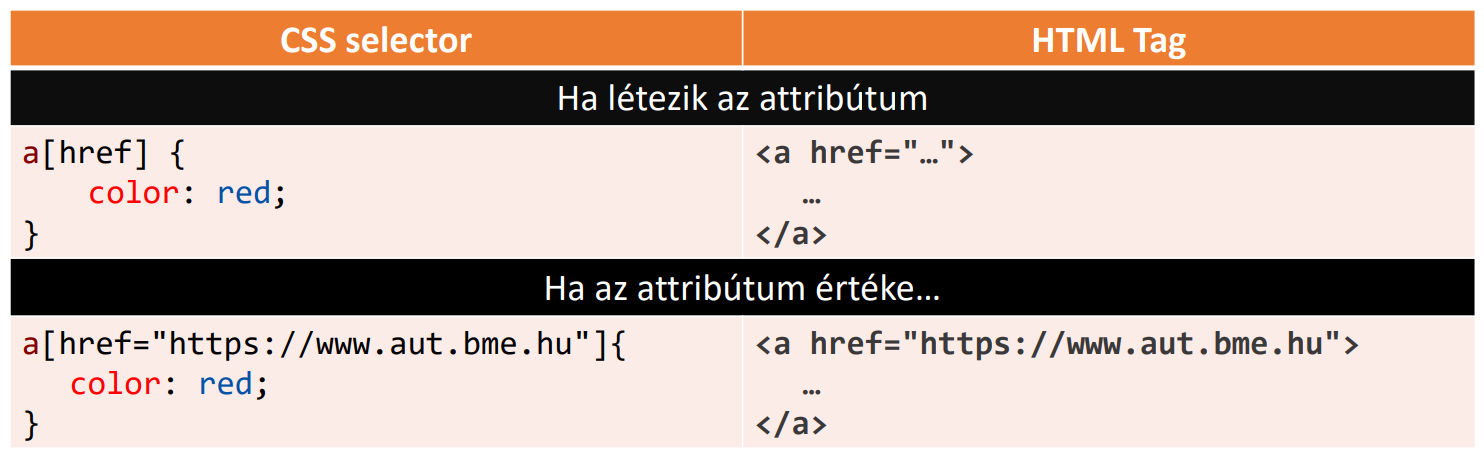 CSS selector
HTML Tag
Ha létezik az attribútum
a[href] {
color: red;
}
<a href="…">
…
</a>
Ha az attribútum értéke…
a[href="https://www.aut.bme.hu"]{
color: red;
}
<a href="https://www.aut.bme.hu">
…
</a>